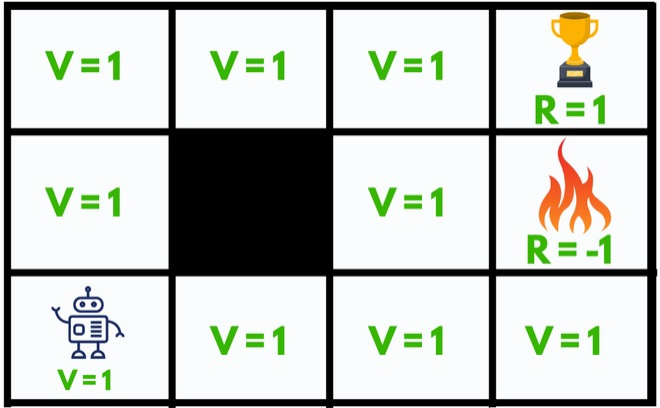 V = 1
V = 1
V = 1
R = 1
V = 1
V = 1
R = -1
V = 1
V = 1
V = 1
V = 1